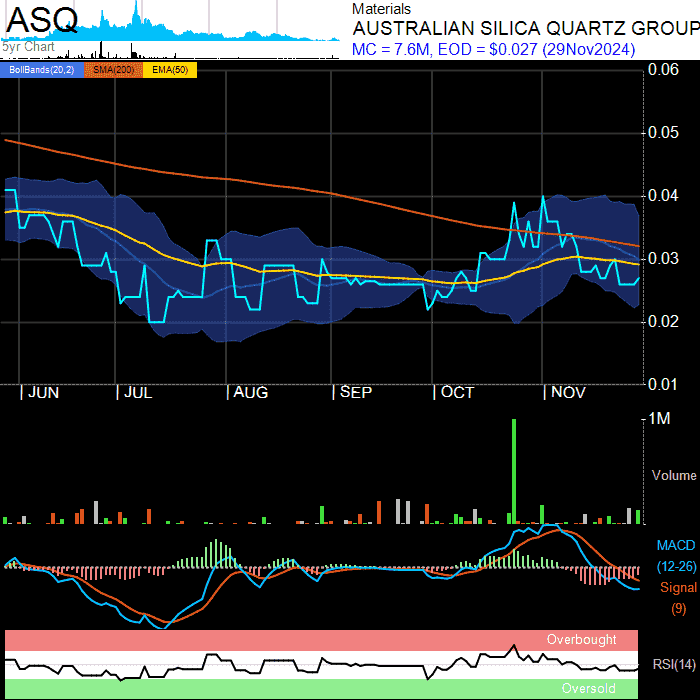 ASQ
5yr Chart
Materials
AUSTRALIAN SILICA QUARTZ GROUP
MC = 7.6M, EOD = $0.027 (29Nov2024)
BollBands(20,2) SMA(200) EMA(50)
0.06
0.05
0.04
0.03
0.02
0.01
JUN JUL AUG SEP OCT NOV
1M
Volume
MACD
(12-26)
Signal
(9)
Overbought
RSI(14)
Oversold